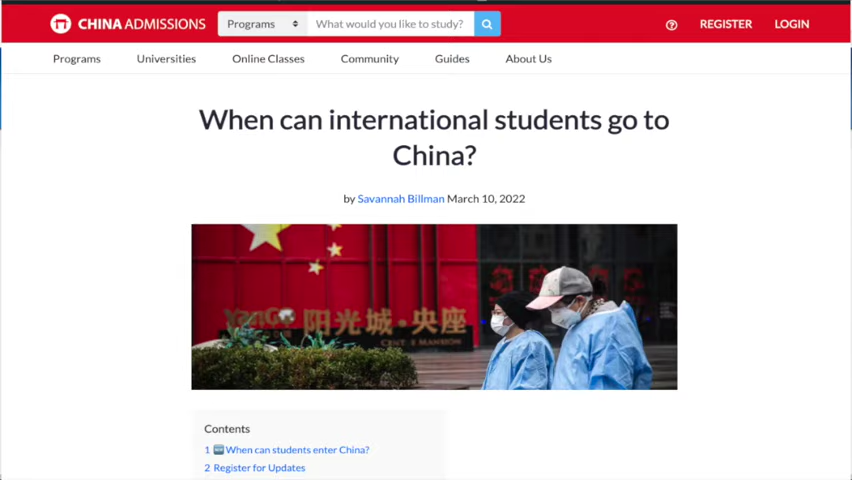 CHINA ADMISSIONS
Programs
What would you like to study?
REGISTER
LOGIN
Programs
Universities
Online Classes
Community
Guides
About Us
When can international students go to
China?
by Savannah Billman March 10, 2022
阳光城·央座
MANSION
Contents
1 When can students enter China?
2 Register for Updates